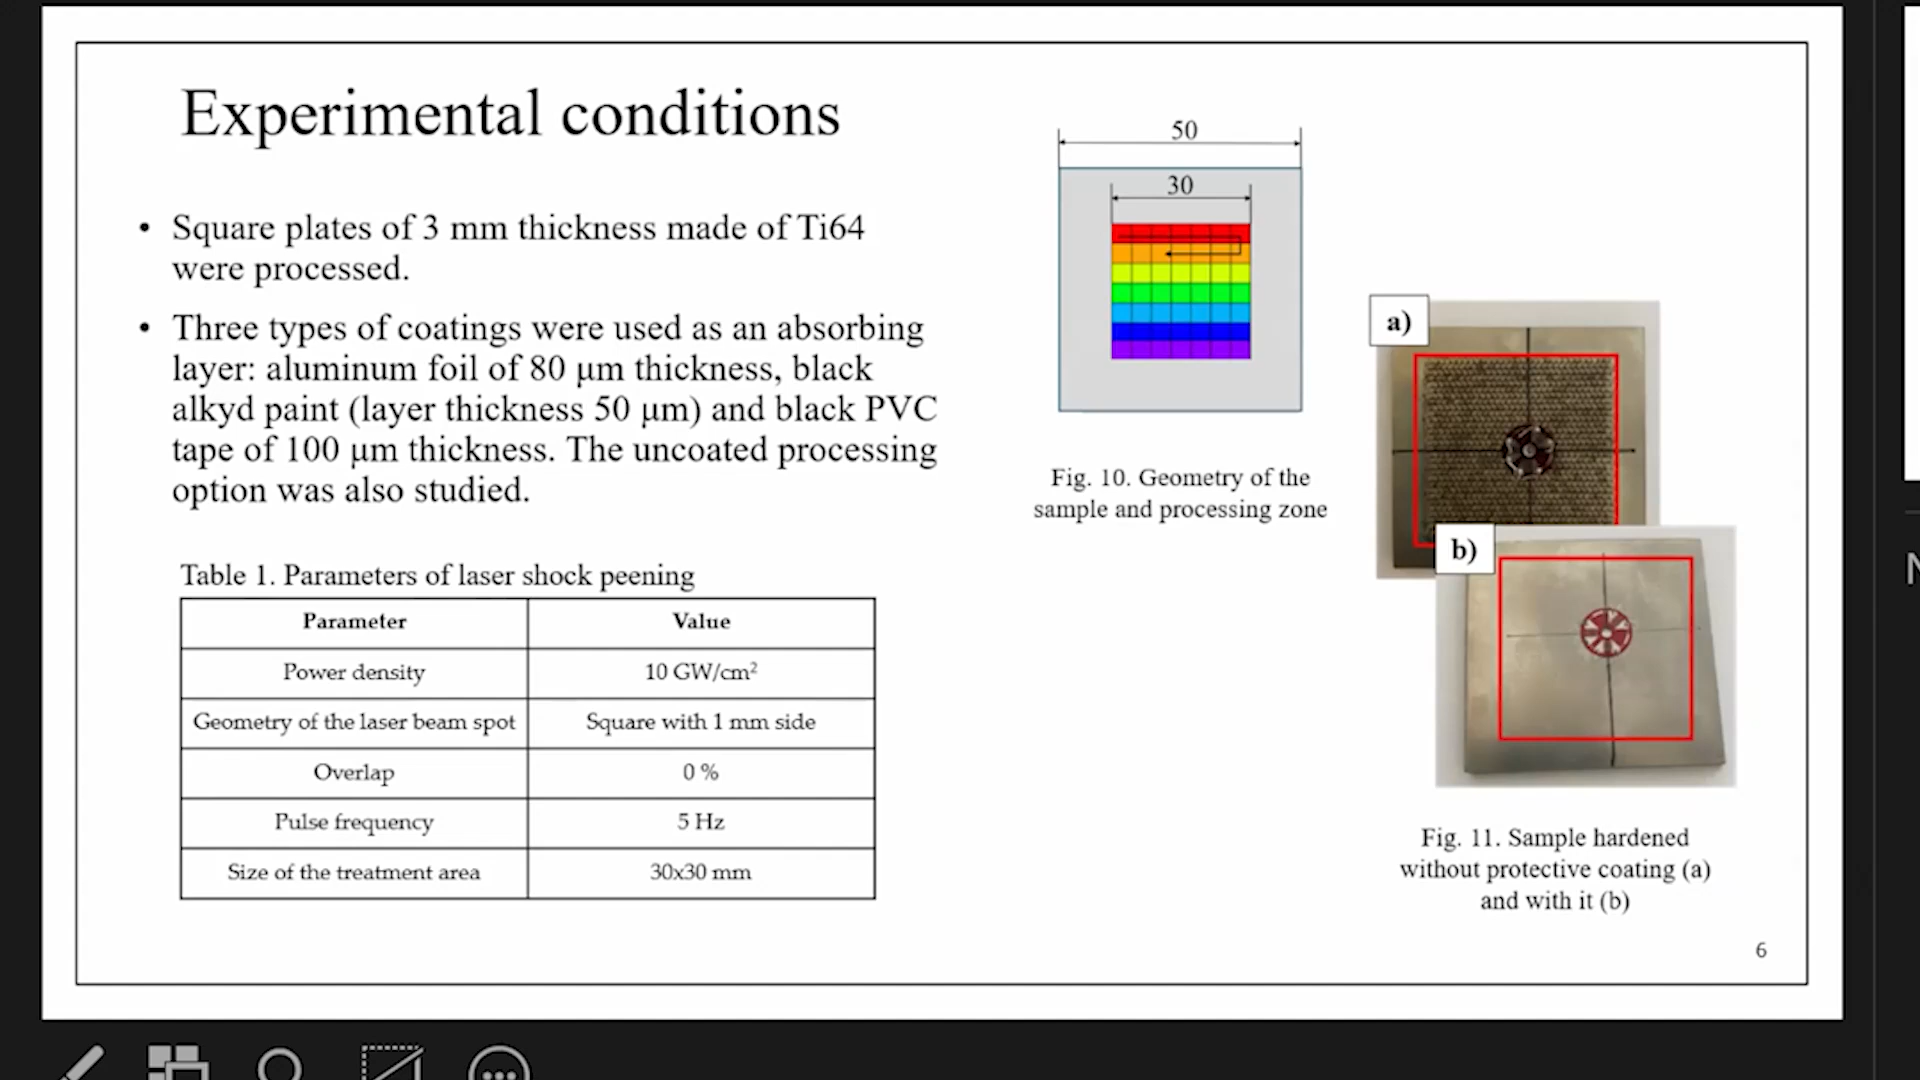 Experimental conditions
• Square plates of 3 mm thickness made of Ti64
were processed.
• Three types of coatings were used as an absorbing
layer: aluminum foil of 80 μm thickness, black
alkyd paint (layer thickness 50 μm) and black PVC
tape of 100 μm thickness. The uncoated processing
option was also studied.
Table 1. Parameters of laser shock peening
Parameter Value
Power density 10 GW/cm²
Geometry of the laser beam spot Square with 1 mm side
Overlap 0 %
Pulse frequency 5 Hz
Size of the treatment area 30x30 mm
50
30
Fig. 10. Geometry of the
sample and processing zone
a)
b)
Fig. 11. Sample hardened
without protective coating (a)
and with it (b)
6